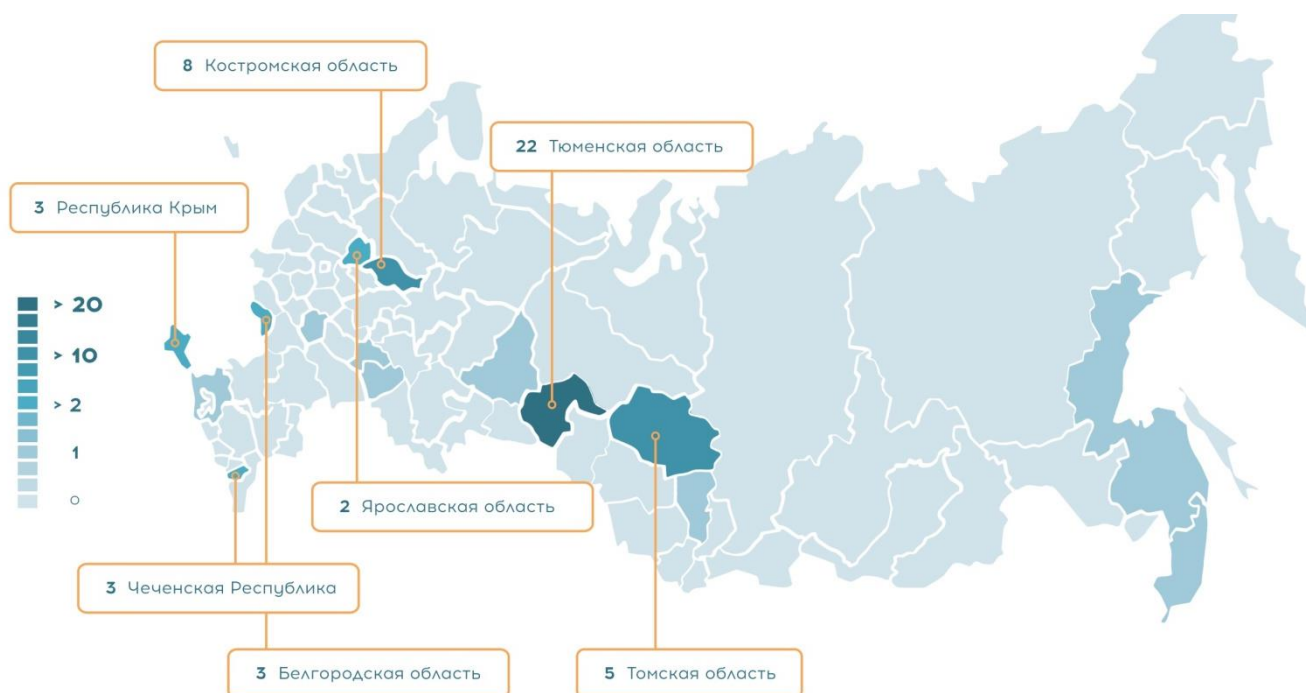 8 Костромская область
22 Тюменская область
3 Республика Крым
> 20
> 10
> 2
1
0
2 Ярославская область
3 Чеченская Республика
3 Белгородская область
5 Томская область